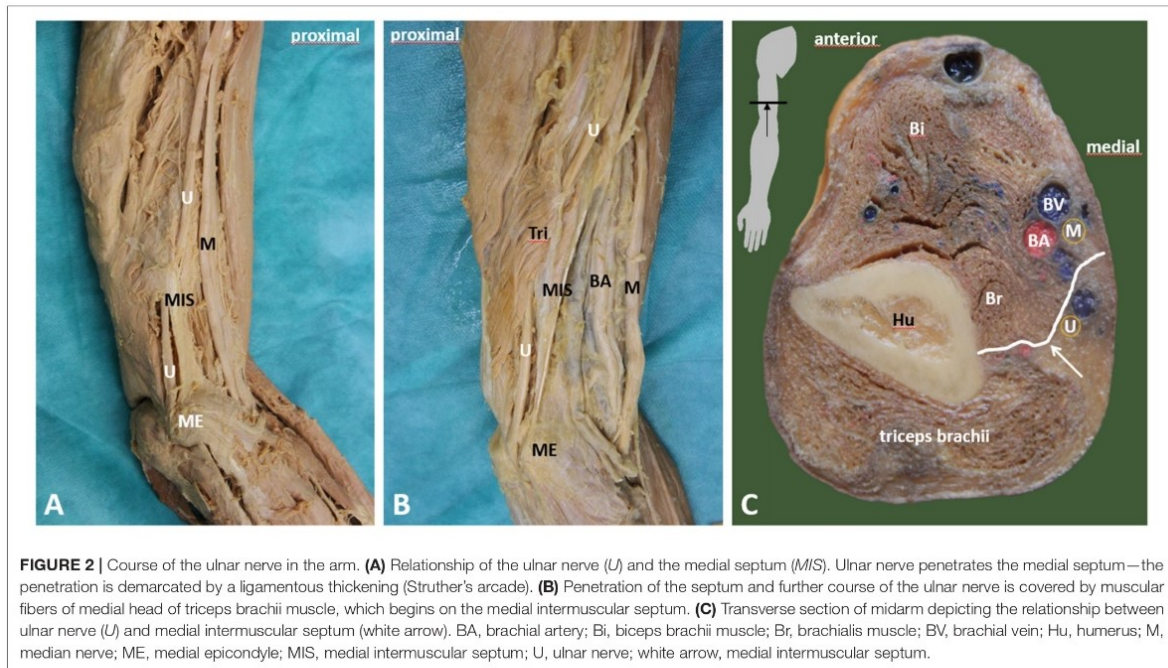 proximal
U
M
MIS
U
ME
A
proximal
U
Tri
MIS
BA
M
U
ME
B
anterior
Bi
medial
BV
M
BA
Br
Hu
U
triceps brachii
C
FIGURE 2 | Course of the ulnar nerve in the arm. (A) Relationship of the ulnar nerve (U) and the medial septum (MIS). Ulnar nerve penetrates the medial septum—the
penetration is demarcated by a ligamentous thickening (Struther's arcade). (B) Penetration of the septum and further course of the ulnar nerve is covered by muscular
fibers of medial head of triceps brachii muscle, which begins on the medial intermuscular septum. (C) Transverse section of midarm depicting the relationship between
ulnar nerve (U) and medial intermuscular septum (white arrow). BA, brachial artery; Bi, biceps brachii muscle; Br, brachialis muscle; BV, brachial vein; Hu, humerus; M,
median nerve; ME, medial epicondyle; MIS, medial intermuscular septum; U, ulnar nerve; white arrow, medial intermuscular septum.